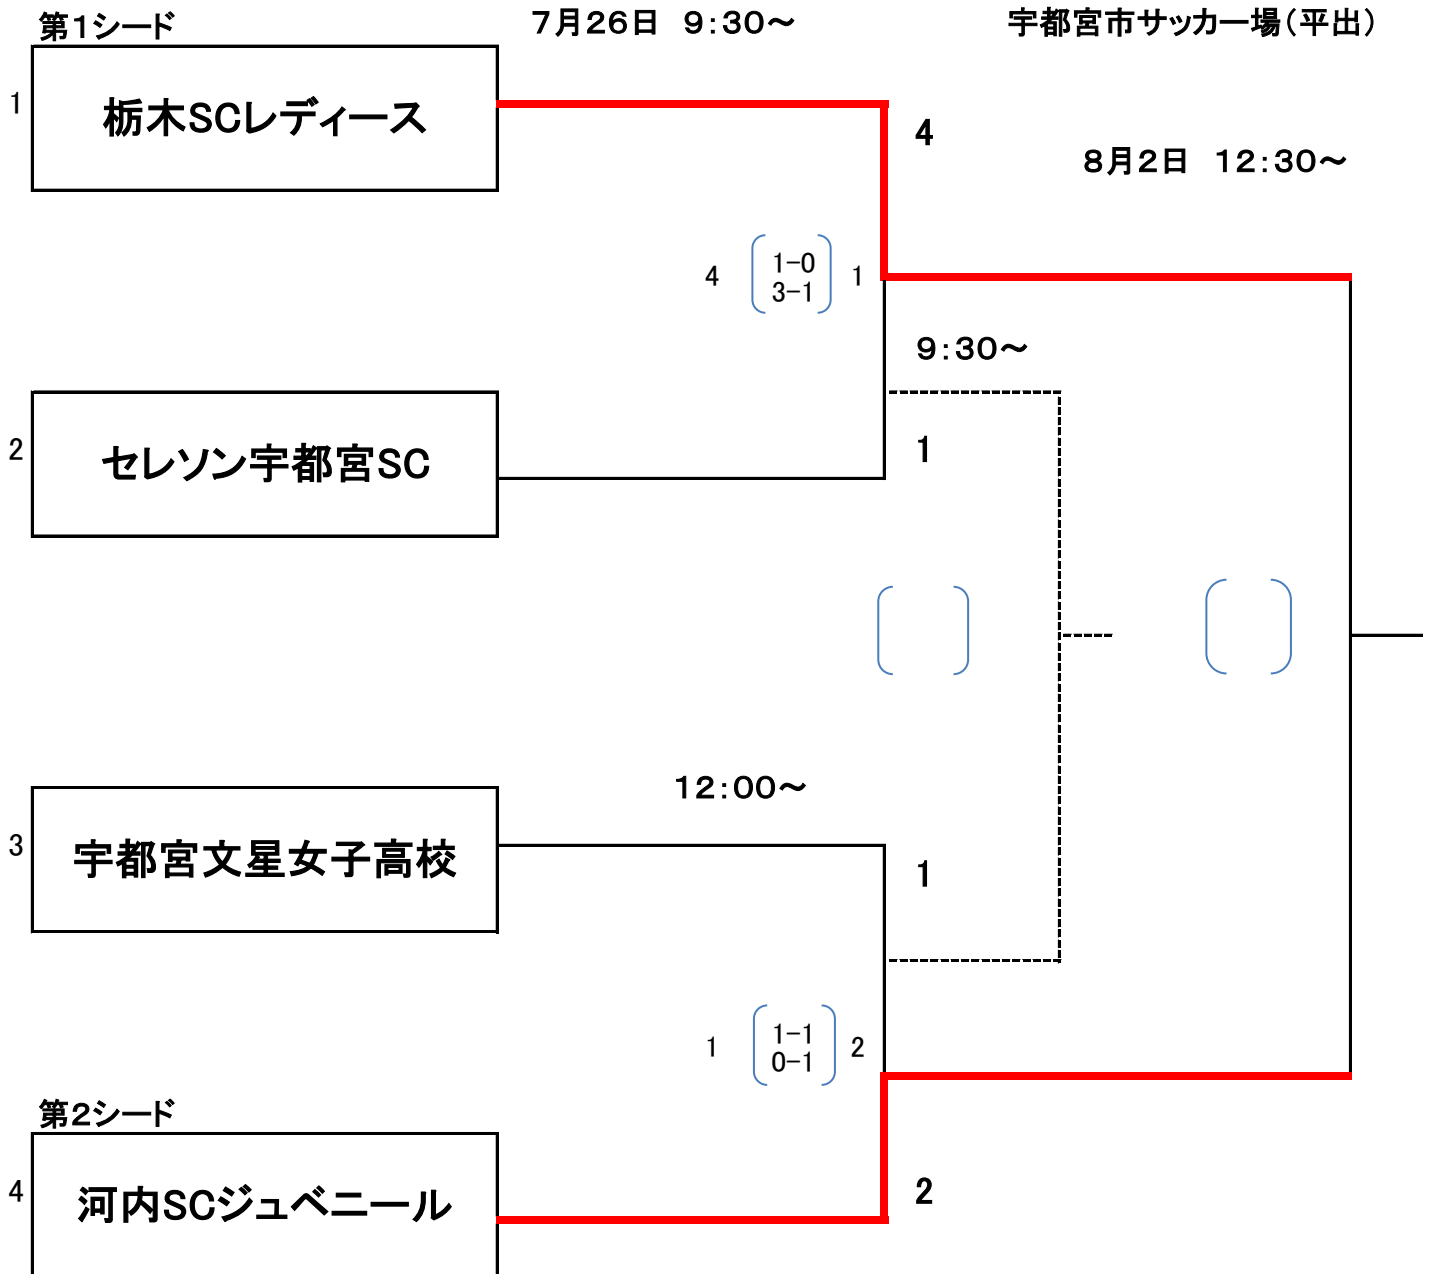 第1シード
7月26日 9:30～
宇都宮市サッカー場（平出）
1
栃木SCレディース
4
8月2日 12:30～
4
1-0
3-1
1
9:30～
2
セレソン宇都宮SC
1
12:00～
3
宇都宮文星女子高校
1
1
1-1
0-1
2
第2シード
4
河内SCジュベニール
2